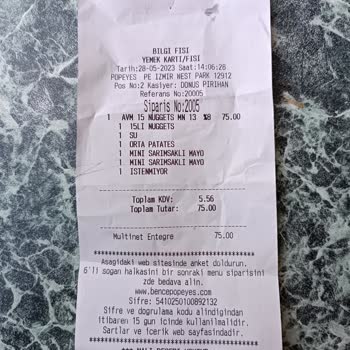 BILGI FISI
YEMEK KARTI/FISI
Tarih:28-05-2023 Saat:14:06:28
POPEYES PE IZMIR WEST PARK 12912
Pos No:2 Kasiyer: DONUS PIRIHAN
Referans No:20005
Siparis No:2005
1 AVM 15 NUGGETS MN 13 %8 75.00
1 15LI NUGGETS
1 SU
1 ORTA PATATES
1 MINI SARIMSAKLI MAYO
1 MINI SARIMSAKLI MAYO
1 ISTENMIYOR
Toplam KDV: 5.56
Toplam Tutar: 75.00
Multinet Entegre 75.00
Asagidaki web sitesinde anket doldurun.
6'li sogan halkasini bir sonraki menu siparisini
zde bedava alin.
www.bencepopeyes.com
Sifre: 5410250100892132
Sifre ve dogrulama kodu alindigindan
itibaren 15 gun icinde kullanilmalidir.
Sartlar ve icerik web sayfasindadir.